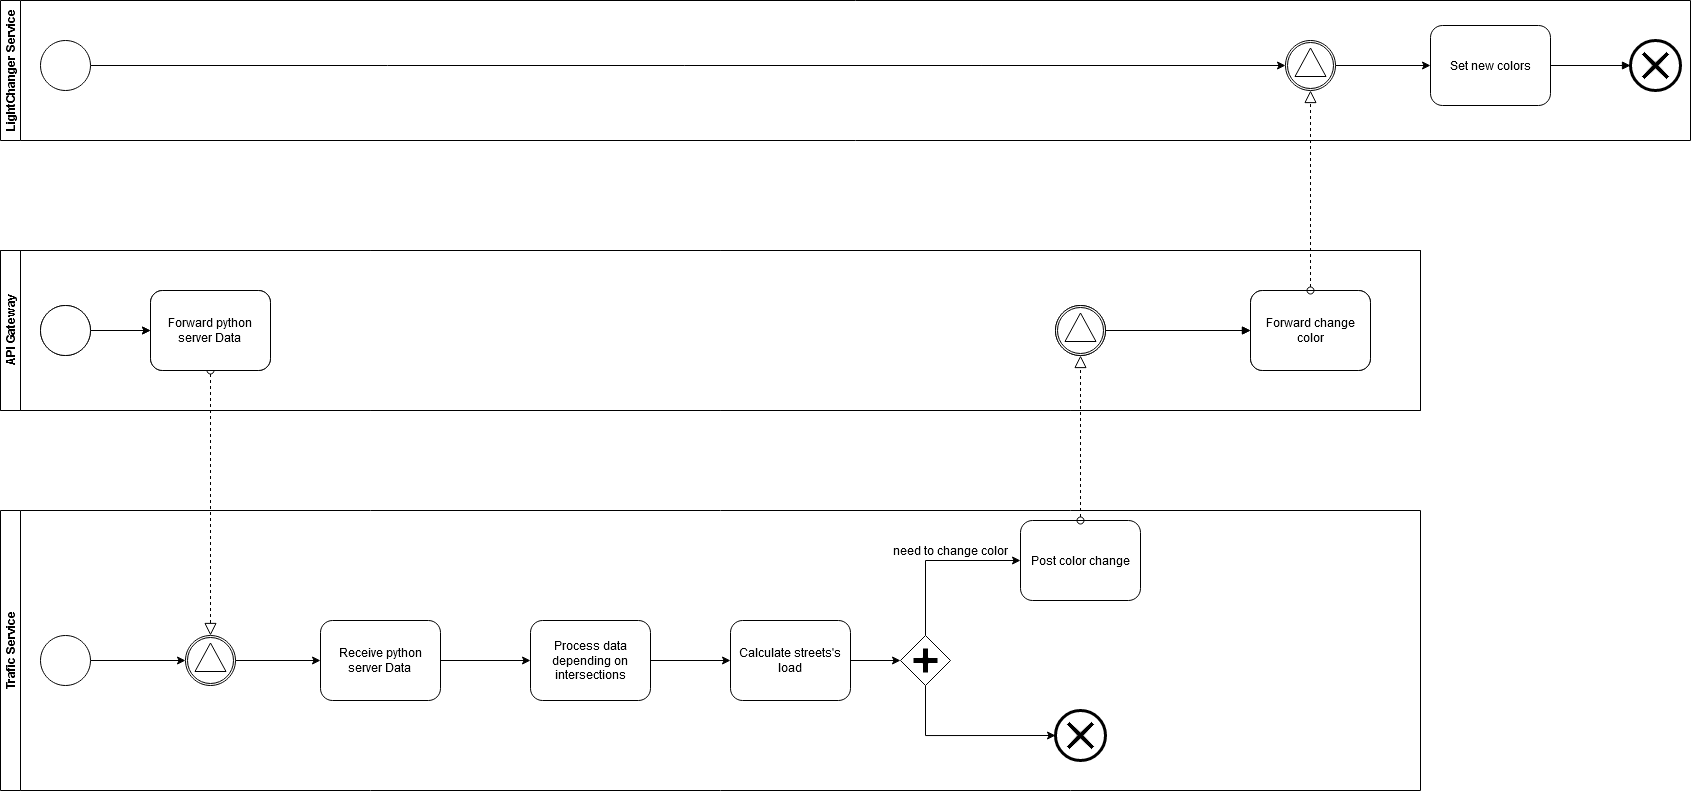 LightChanger Service
Set new colors
API Gateway
Forward python
server Data
Forward change
color
Trafic Service
Receive python
server Data
Process data
depending on
intersections
Calculate streets's
load
need to change color
Post color change